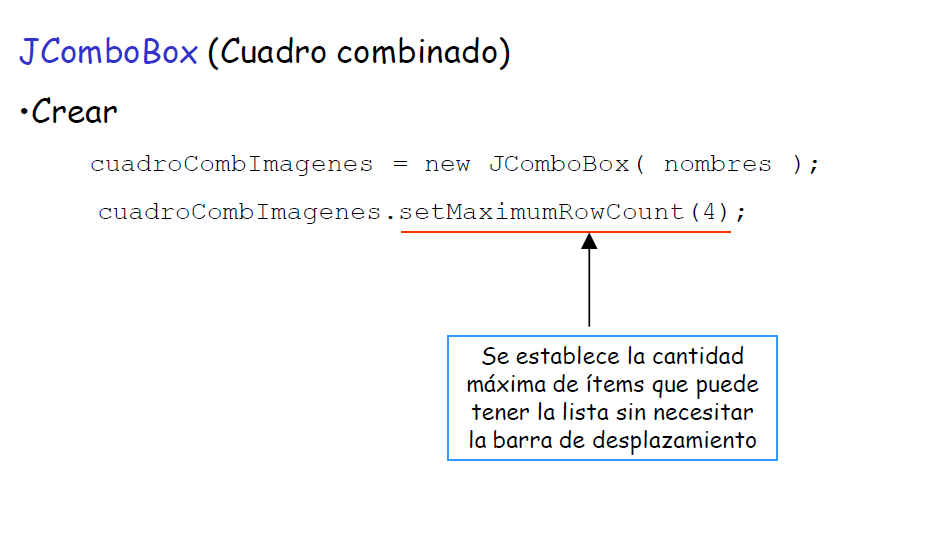 JComboBox (Cuadro combinado)
•Crear
cuadroCombImagenes = new JComboBox( nombres );
cuadroCombImagenes.setMaximumRowCount(4);
Se establece la cantidad
máxima de ítems que puede
tener la lista sin necesitar
la barra de desplazamiento